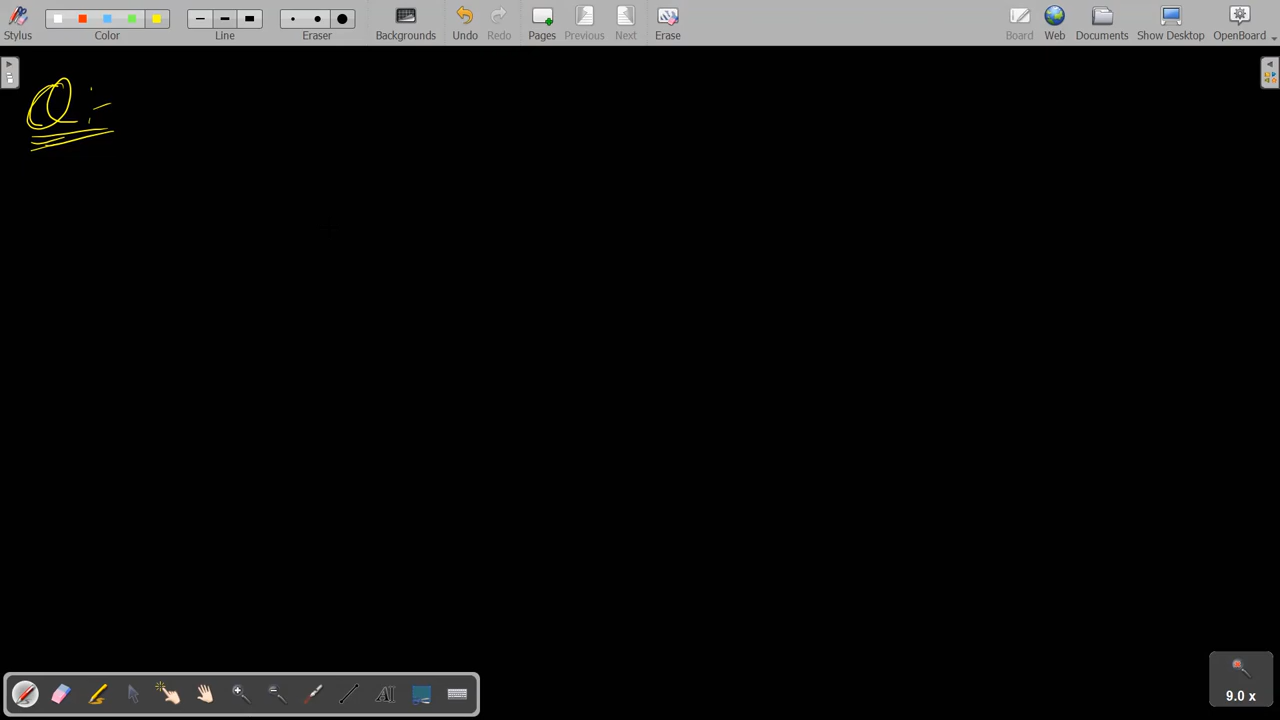 Stylus Color Line Eraser Backgrounds Undo Redo Pages Previous Next Erase Board Web Documents Show Desktop OpenBoard
Q:-
AI
9.0 x